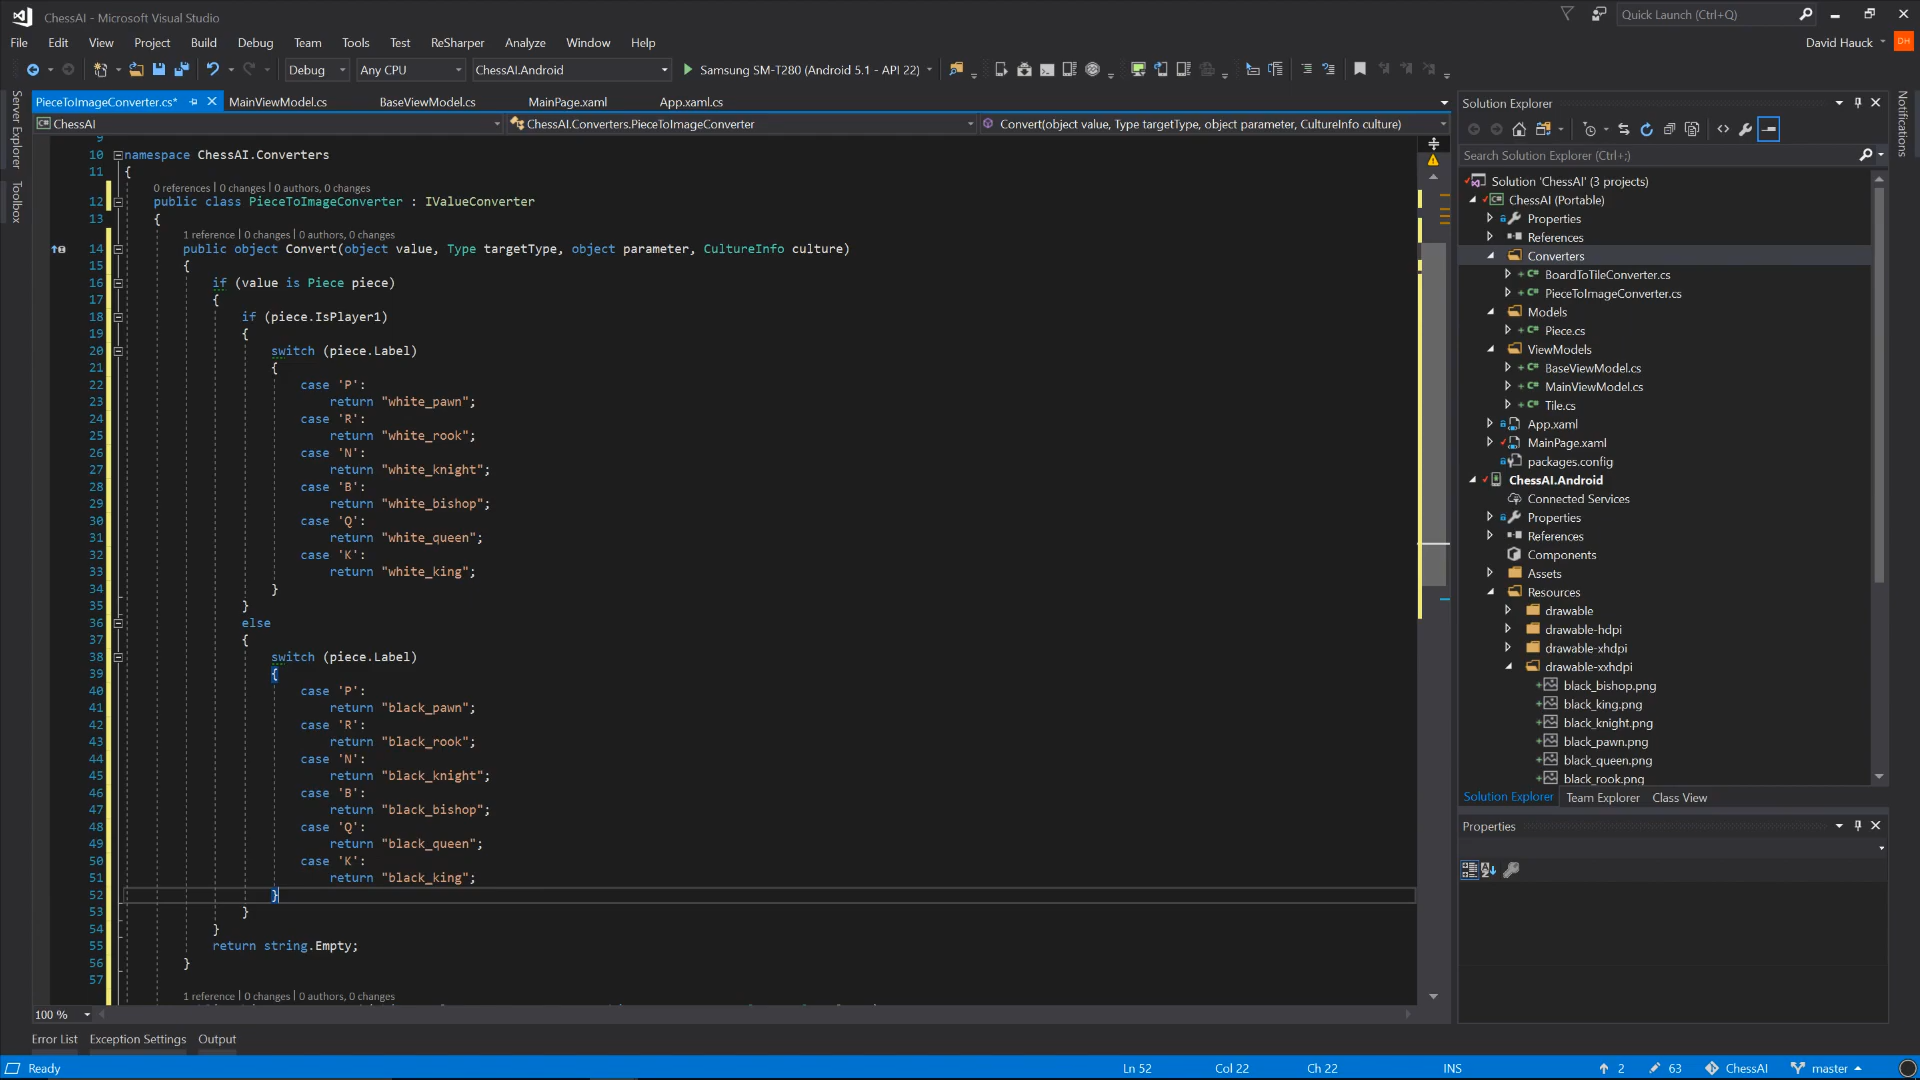 ChessAI - Microsoft Visual Studio
Quick Launch (Ctrl+Q)
File Edit View Project Build Debug Team Tools Test ReSharper Analyze Window Help
David Hauck DH
Debug Any CPU ChessAI.Android Samsung SM-T280 (Android 5.1 - API 22)
PieceToImageConverter.cs* MainViewModel.cs BaseViewModel.cs MainPage.xaml App.xaml.cs
ChessAI ChessAI.Converters.PieceToImageConverter Convert(object value, Type targetType, object parameter, CultureInfo culture)
Server Explorer
Toolbox
9
10 namespace ChessAI.Converters
11 {
0 references | 0 changes | 0 authors, 0 changes
12 public class PieceToImageConverter : IValueConverter
13 {
1 reference | 0 changes | 0 authors, 0 changes
14 public object Convert(object value, Type targetType, object parameter, CultureInfo culture)
15 {
16 if (value is Piece piece)
17 {
18 if (piece.IsPlayer1)
19 {
20 switch (piece.Label)
21 {
22 case 'P':
23 return "white_pawn";
24 case 'R':
25 return "white_rook";
26 case 'N':
27 return "white_knight";
28 case 'B':
29 return "white_bishop";
30 case 'Q':
31 return "white_queen";
32 case 'K':
33 return "white_king";
34 }
35 }
36 else
37 {
38 switch (piece.Label)
39 {
40 case 'P':
41 return "black_pawn";
42 case 'R':
43 return "black_rook";
44 case 'N':
45 return "black_knight";
46 case 'B':
47 return "black_bishop";
48 case 'Q':
49 return "black_queen";
50 case 'K':
51 return "black_king";
52 }
53 }
54 }
55 return string.Empty;
56 }
57
1 reference | 0 changes | 0 authors, 0 changes
100 %
Solution Explorer
Search Solution Explorer (Ctrl+;)
Solution 'ChessAI' (3 projects)
ChessAI (Portable)
Properties
References
Converters
BoardToTileConverter.cs
PieceToImageConverter.cs
Models
Piece.cs
ViewModels
BaseViewModel.cs
MainViewModel.cs
Tile.cs
App.xaml
MainPage.xaml
packages.config
ChessAI.Android
Connected Services
Properties
References
Components
Assets
Resources
drawable
drawable-hdpi
drawable-xhdpi
drawable-xxhdpi
black_bishop.png
black_king.png
black_knight.png
black_pawn.png
black_queen.png
black_rook.png
Solution Explorer Team Explorer Class View
Properties
Notifications
Error List Exception Settings Output
Ready Ln 52 Col 22 Ch 22 INS 2 63 ChessAI master